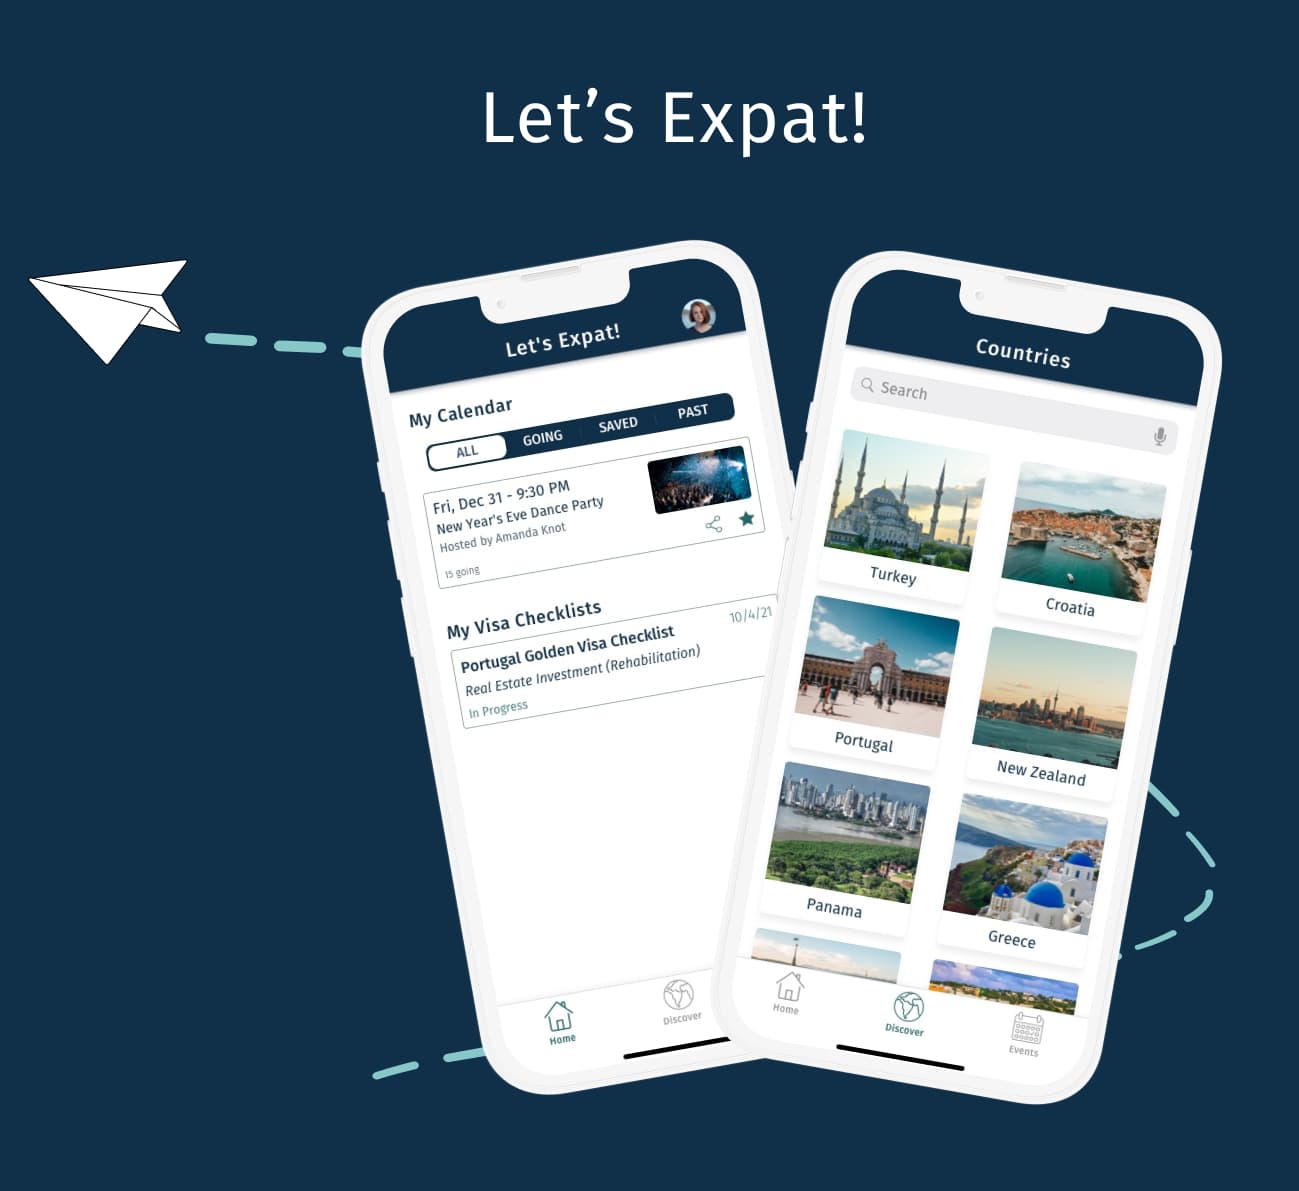 Let’s Expat!
Let's Expat!
My Calendar
ALL
GOING
SAVED
PAST
Fri, Dec 31 - 9:30 PM
New Year's Eve Dance Party
Hosted by Amanda Knot
15 going
My Visa Checklists
Portugal Golden Visa Checklist
10/4/21
Real Estate Investment (Rehabilitation)
In Progress
Home
Discover
Countries
Search
Turkey
Croatia
Portugal
New Zealand
Panama
Greece
Home
Discover
Events